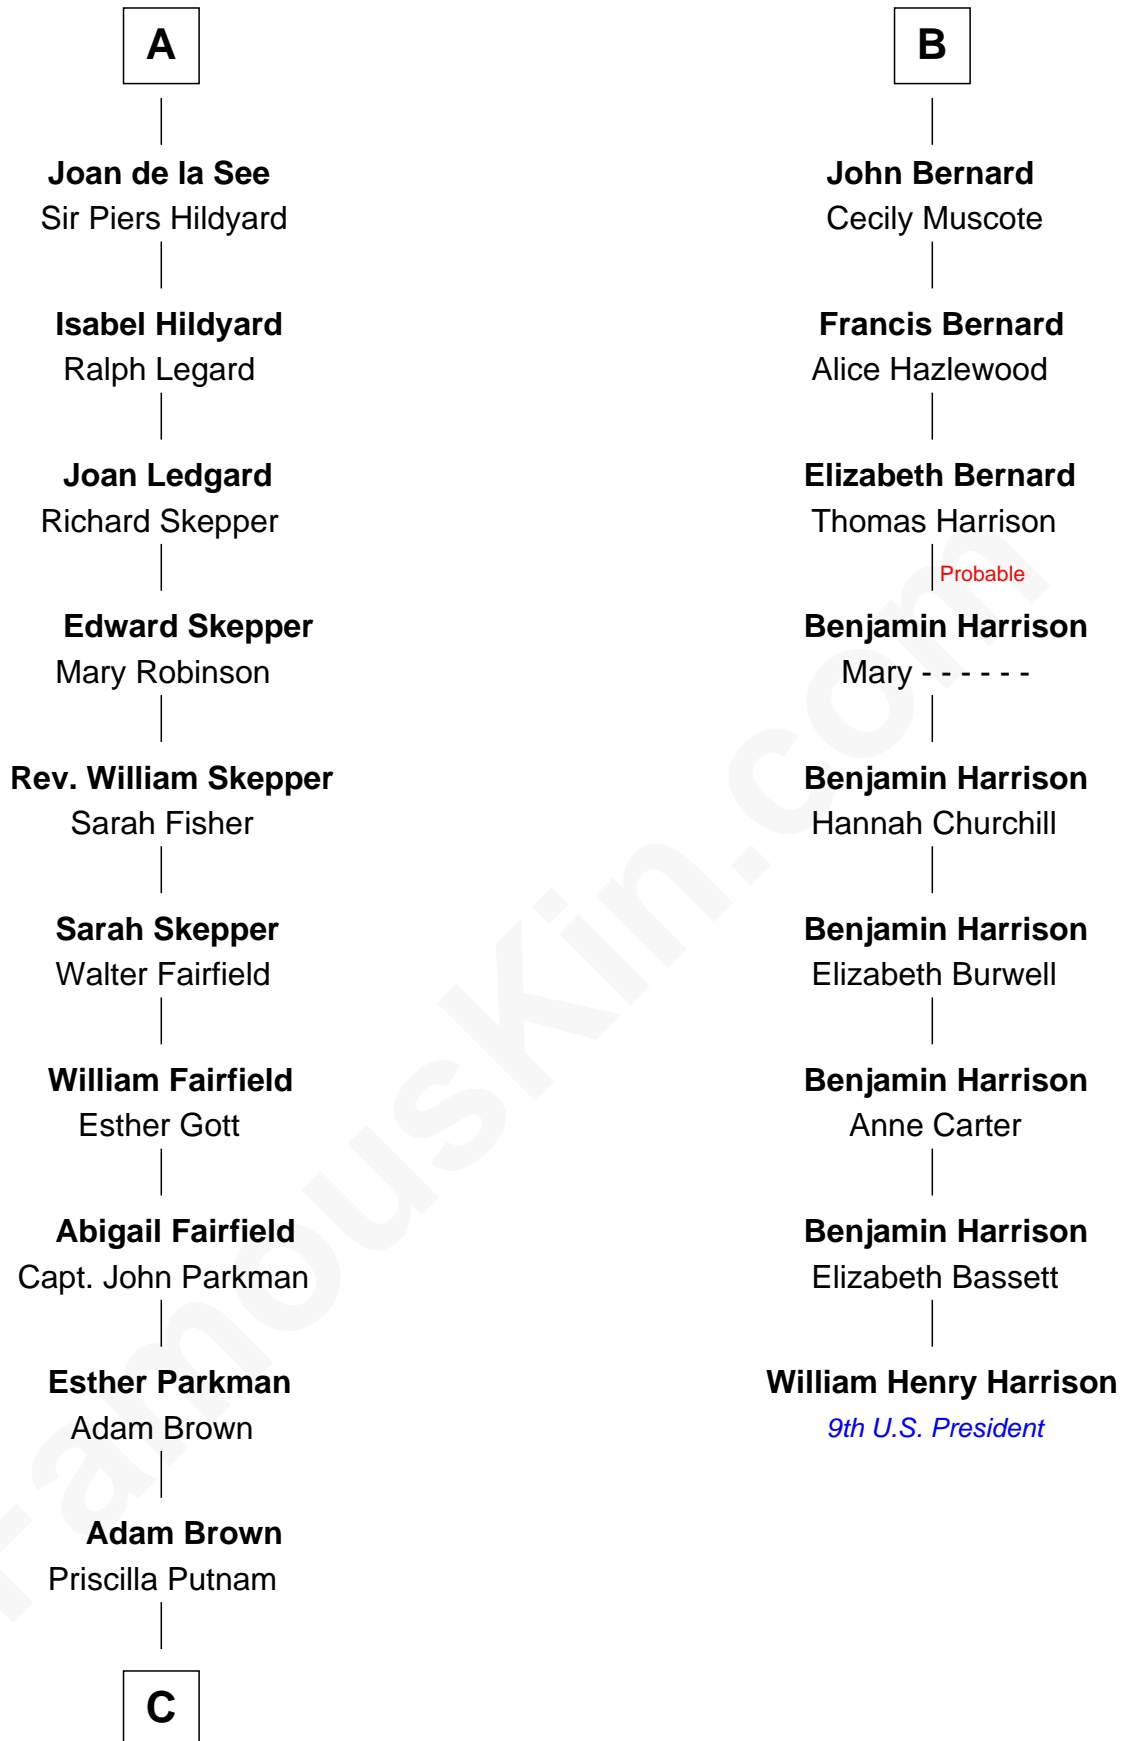 A
Joan de la See
Sir Piers Hildyard
Isabel Hildyard
Ralph Legard
Joan Ledgard
Richard Skepper
Edward Skepper
Mary Robinson
Rev. William Skepper
Sarah Fisher
Sarah Skepper
Walter Fairfield
William Fairfield
Esther Gott
Abigail Fairfield
Capt. John Parkman
Esther Parkman
Adam Brown
Adam Brown
Priscilla Putnam
C
B
John Bernard
Cecily Muscote
Francis Bernard
Alice Hazlewood
Elizabeth Bernard
Thomas Harrison
Probable
Benjamin Harrison
Mary - - - - - -
Benjamin Harrison
Hannah Churchill
Benjamin Harrison
Elizabeth Burwell
Benjamin Harrison
Anne Carter
Benjamin Harrison
Elizabeth Bassett
William Henry Harrison
9th U.S. President
FamousKin.com